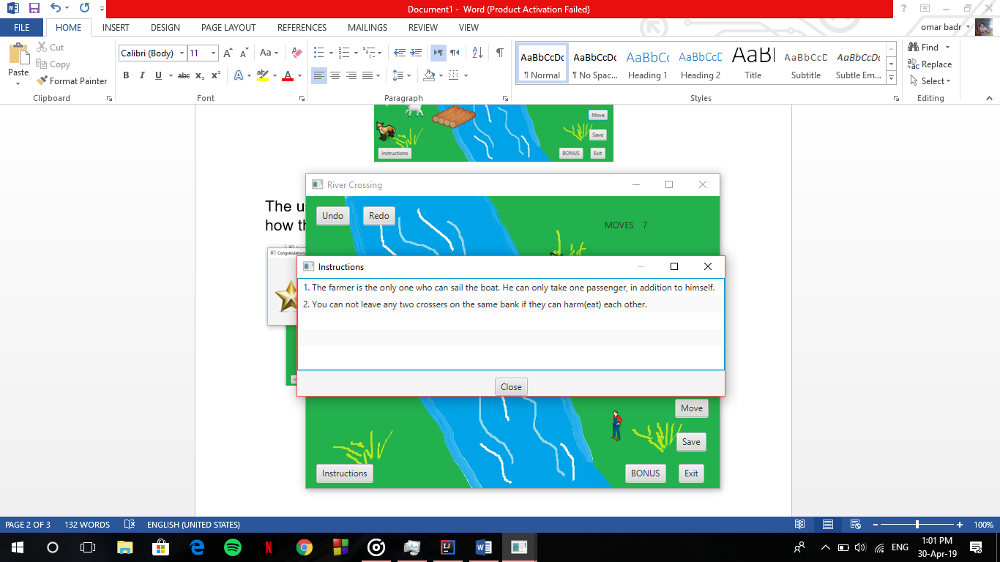 Document1 - Word (Product Activation Failed)
FILE HOME INSERT DESIGN PAGE LAYOUT REFERENCES MAILINGS REVIEW VIEW omar badr
Paste
Cut
Copy
Format Painter
Clipboard
Calibri (Body) 11
Font
Paragraph
AaBbCcDc AaBbCcDc AaBbCc AaBbCcD AaBl AaBbCcD AaBbCcDc
¶ Normal ¶ No Spac... Heading 1 Heading 2 Title Subtitle Subtle Em...
Styles
Find
Replace
Select
Editing
Move
Save
Instructions BONUS Exit
The us
how th
Congratulations
River Crossing
Undo Redo
MOVES 7
Instructions
1. The farmer is the only one who can sail the boat. He can only take one passenger, in addition to himself.
2. You can not leave any two crossers on the same bank if they can harm(eat) each other.
Close
Move
Save
Instructions BONUS Exit
PAGE 2 OF 3 132 WORDS ENGLISH (UNITED STATES) 100%
ENG
1:01 PM
30-Apr-19